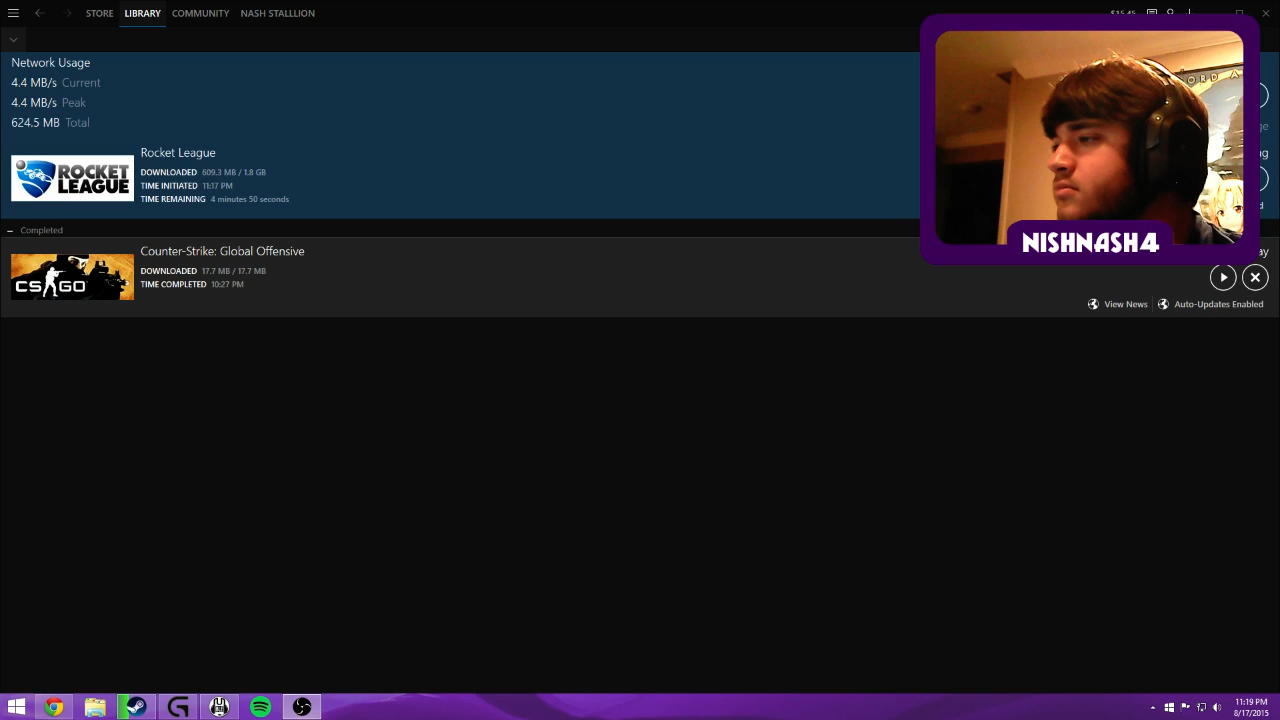 STORE LIBRARY COMMUNITY NASH STALLLION
Network Usage
4.4 MB/s Current
4.4 MB/s Peak
624.5 MB Total
ROCKET
LEAGUE
Rocket League
DOWNLOADED 609.3 MB / 1.8 GB
TIME INITIATED 11:17 PM
TIME REMAINING 4 minutes 50 seconds
NISHNASH4
Completed
CS GO
Counter-Strike: Global Offensive
DOWNLOADED 17.7 MB / 17.7 MB
TIME COMPLETED 10:27 PM
View News Auto-Updates Enabled
11:19 PM
8/17/2015